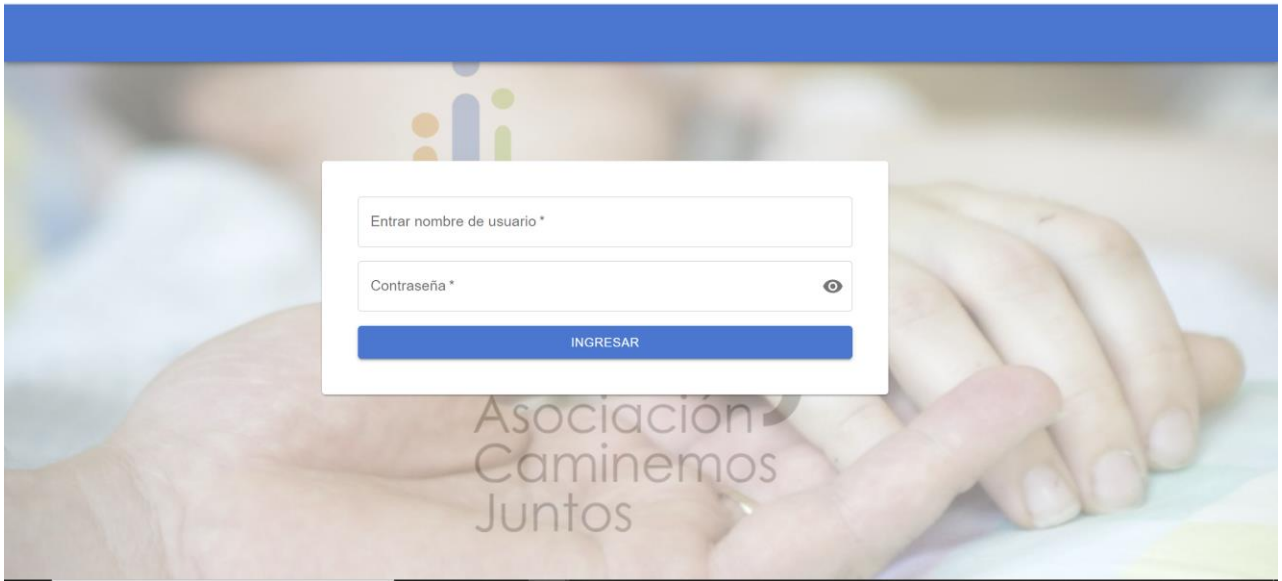 Entrar nombre de usuario *
Contraseña *
INGRESAR
Asociación
Caminemos
Juntos